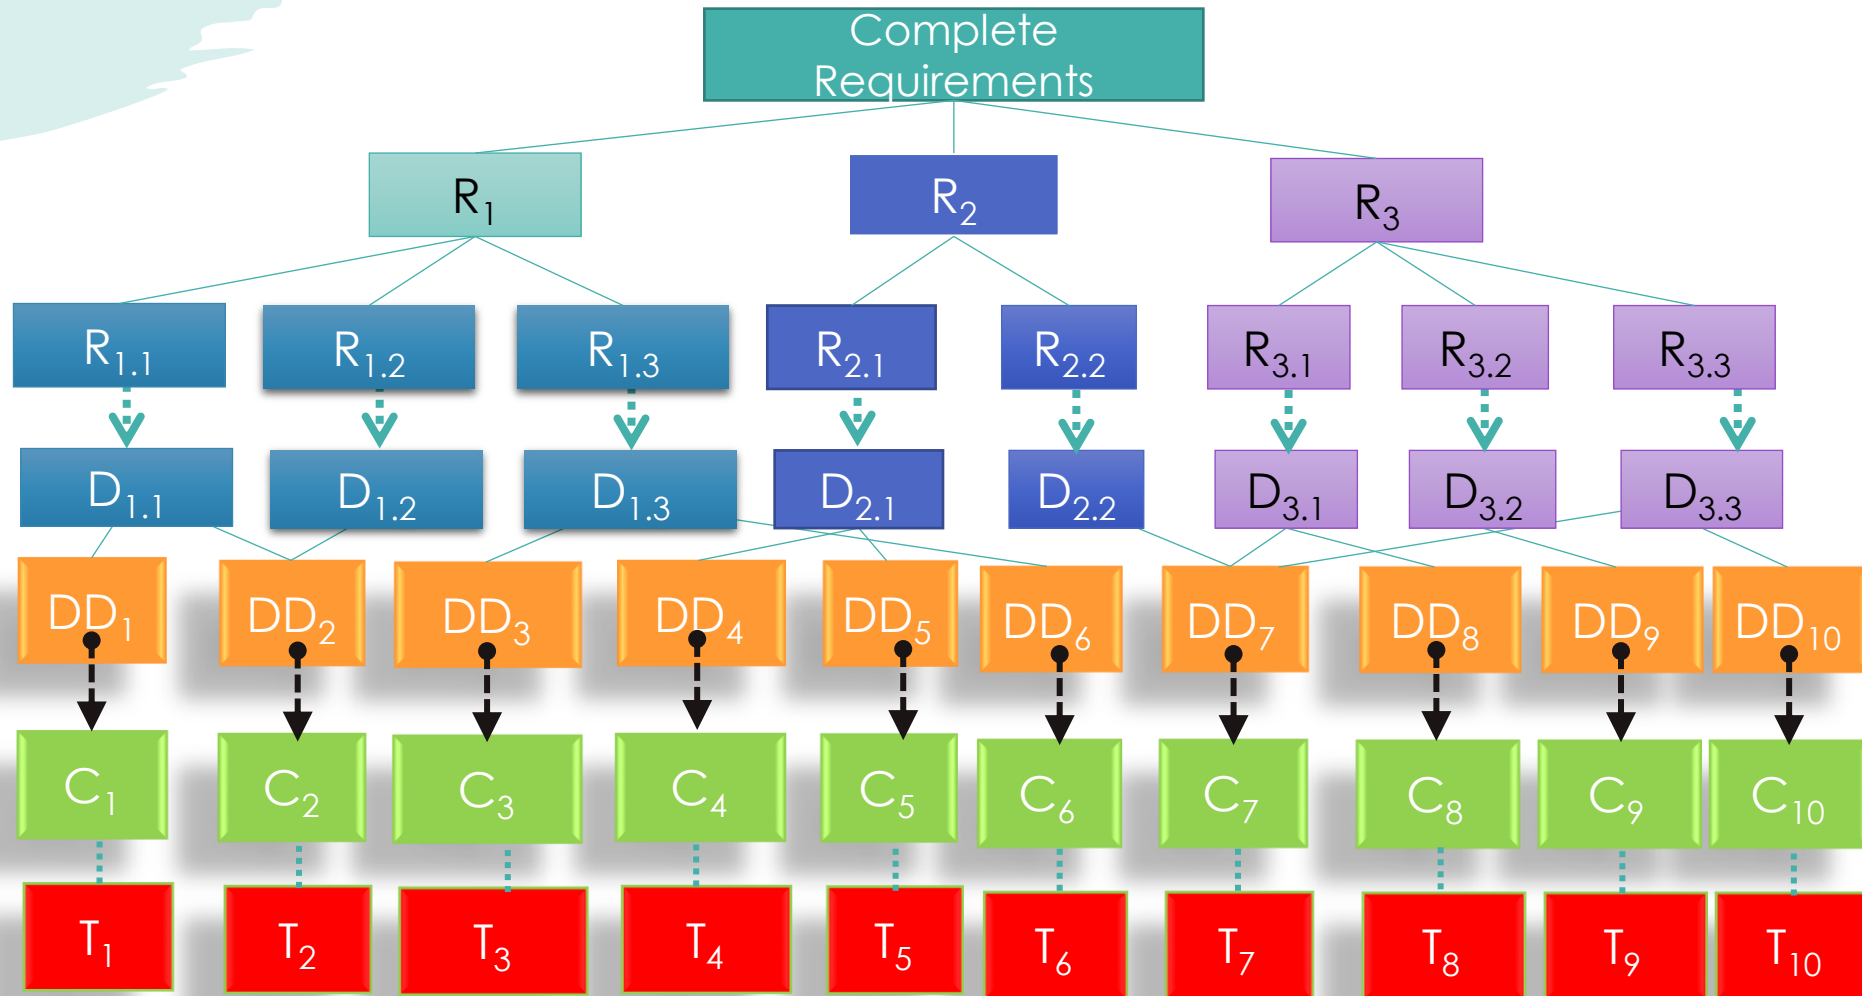 Complete
Requirements
R₁ R₂ R₃
R₁.₁ R₁.₂ R₁.₃ R₂.₁ R₂.₂ R₃.₁ R₃.₂ R₃.₃
D₁.₁ D₁.₂ D₁.₃ D₂.₁ D₂.₂ D₃.₁ D₃.₂ D₃.₃
DD₁ DD₂ DD₃ DD₄ DD₅ DD₆ DD₇ DD₈ DD₉ DD₁₀
C₁ C₂ C₃ C₄ C₅ C₆ C₇ C₈ C₉ C₁₀
T₁ T₂ T₃ T₄ T₅ T₆ T₇ T₈ T₉ T₁₀